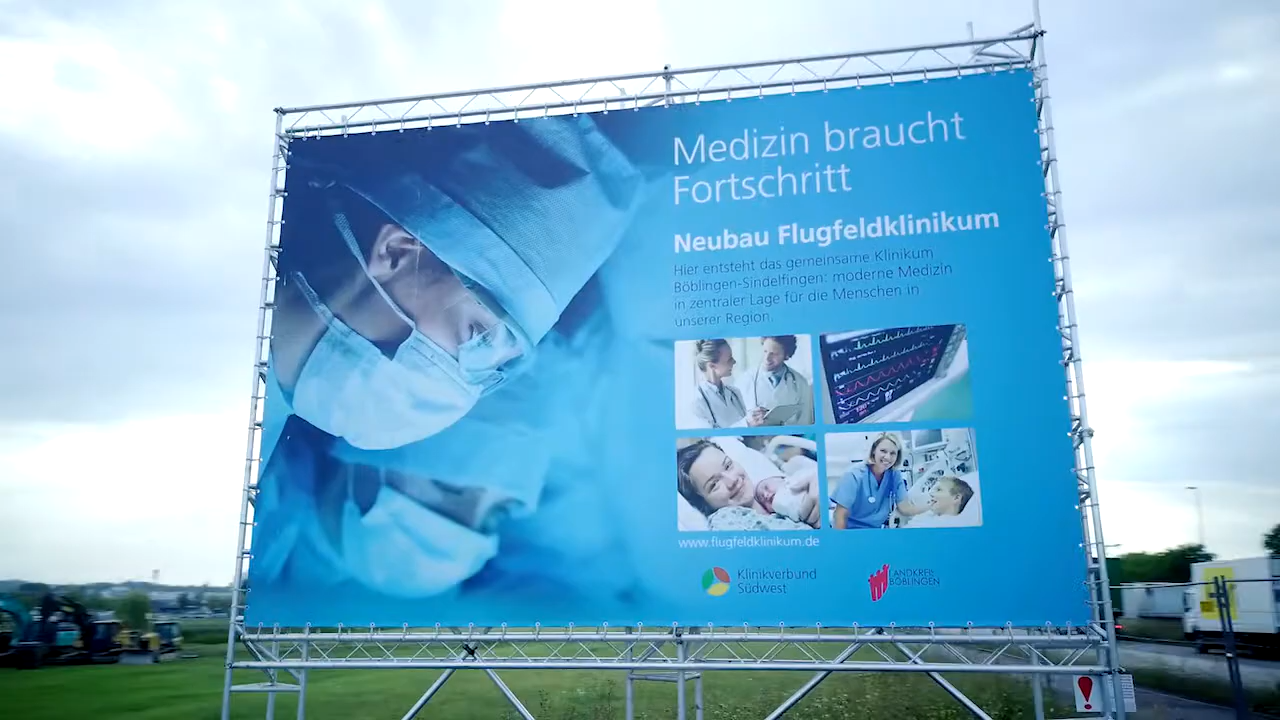 Medizin braucht
Fortschritt
Neubau Flugfeldklinikum
Hier entsteht das gemeinsame Klinikum
Böblingen-Sindelfingen: moderne Medizin
in zentraler Lage für die Menschen in
unserer Region.
www.flugfeldklinikum.de
Klinikverbund
Südwest
LANDKREIS
BÖBLINGEN